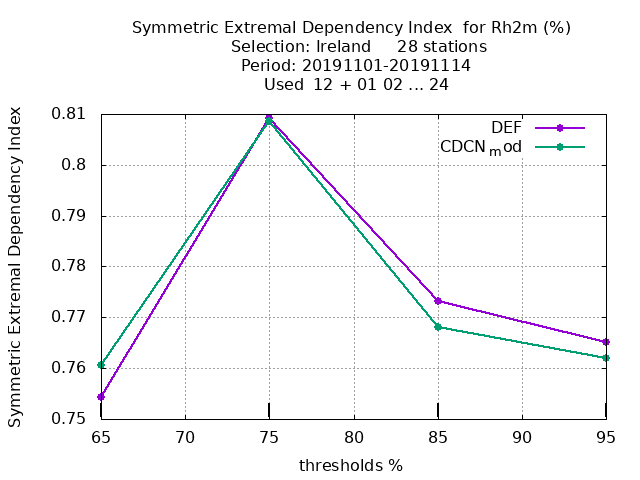 Symmetric Extremal Dependency Index  for Rh2m (%)
Selection: Ireland     28 stations
Period: 20191101-20191114
Used  12 + 01 02 ... 24
DEF
CDCN_mod
Symmetric Extremal Dependency Index
0.81
0.8
0.79
0.78
0.77
0.76
0.75
65 70 75 80 85 90 95
thresholds %